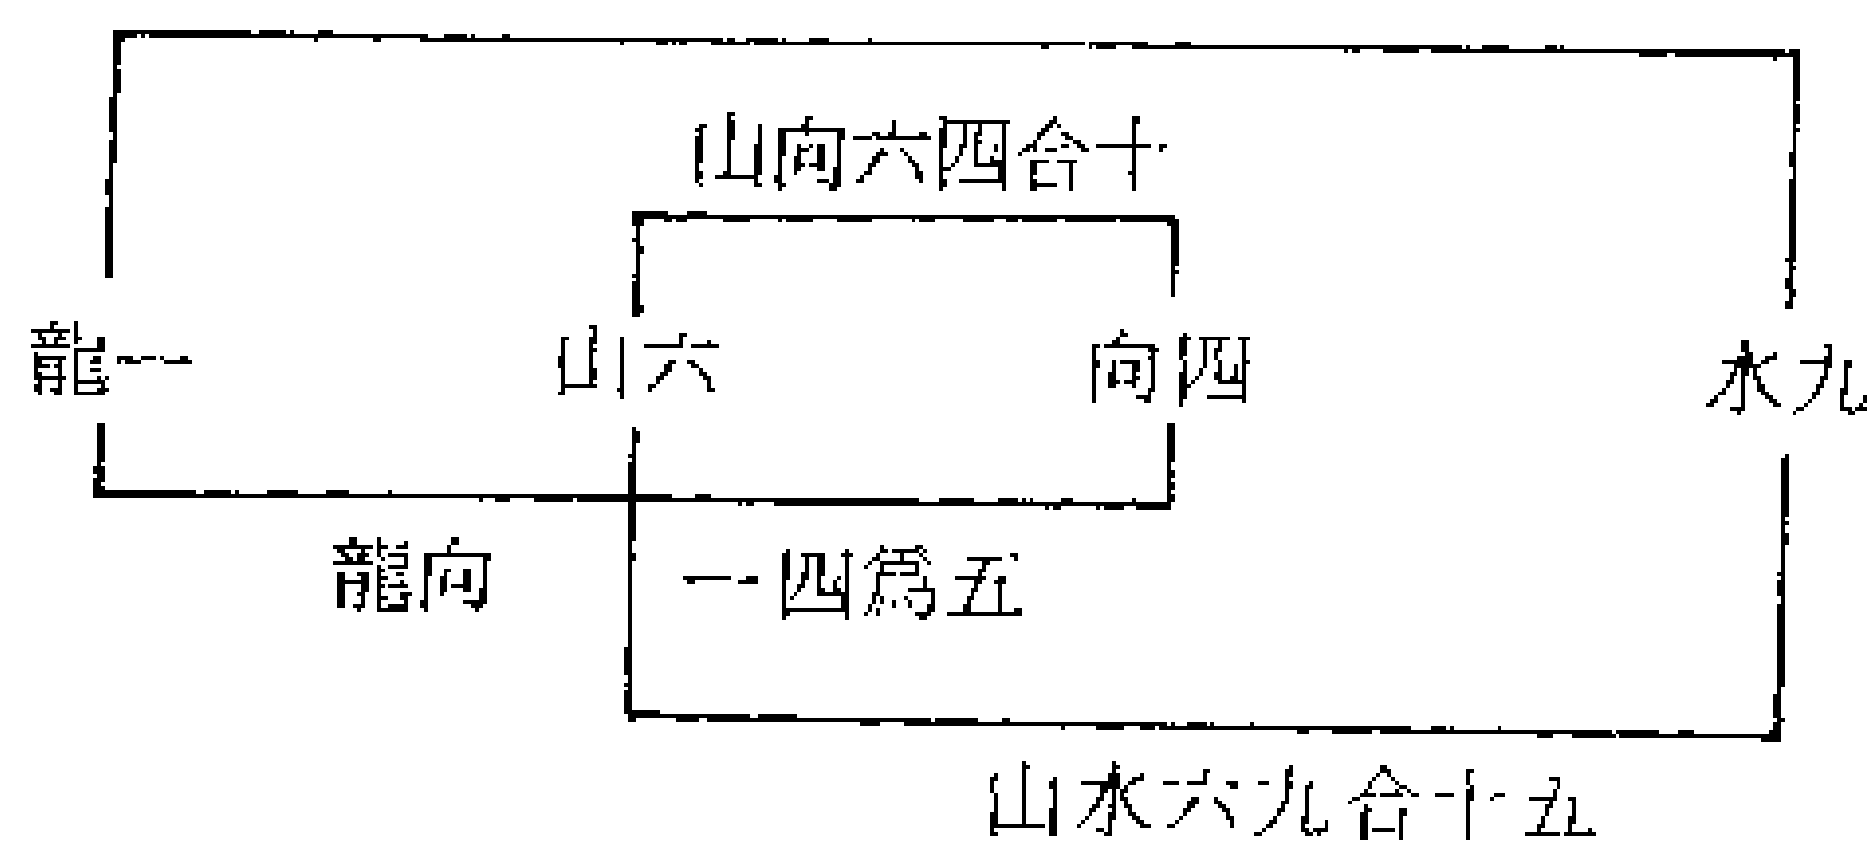 山向六四合十
龍一 山六 向四 水九
龍向 一四爲五
山水六九合十五